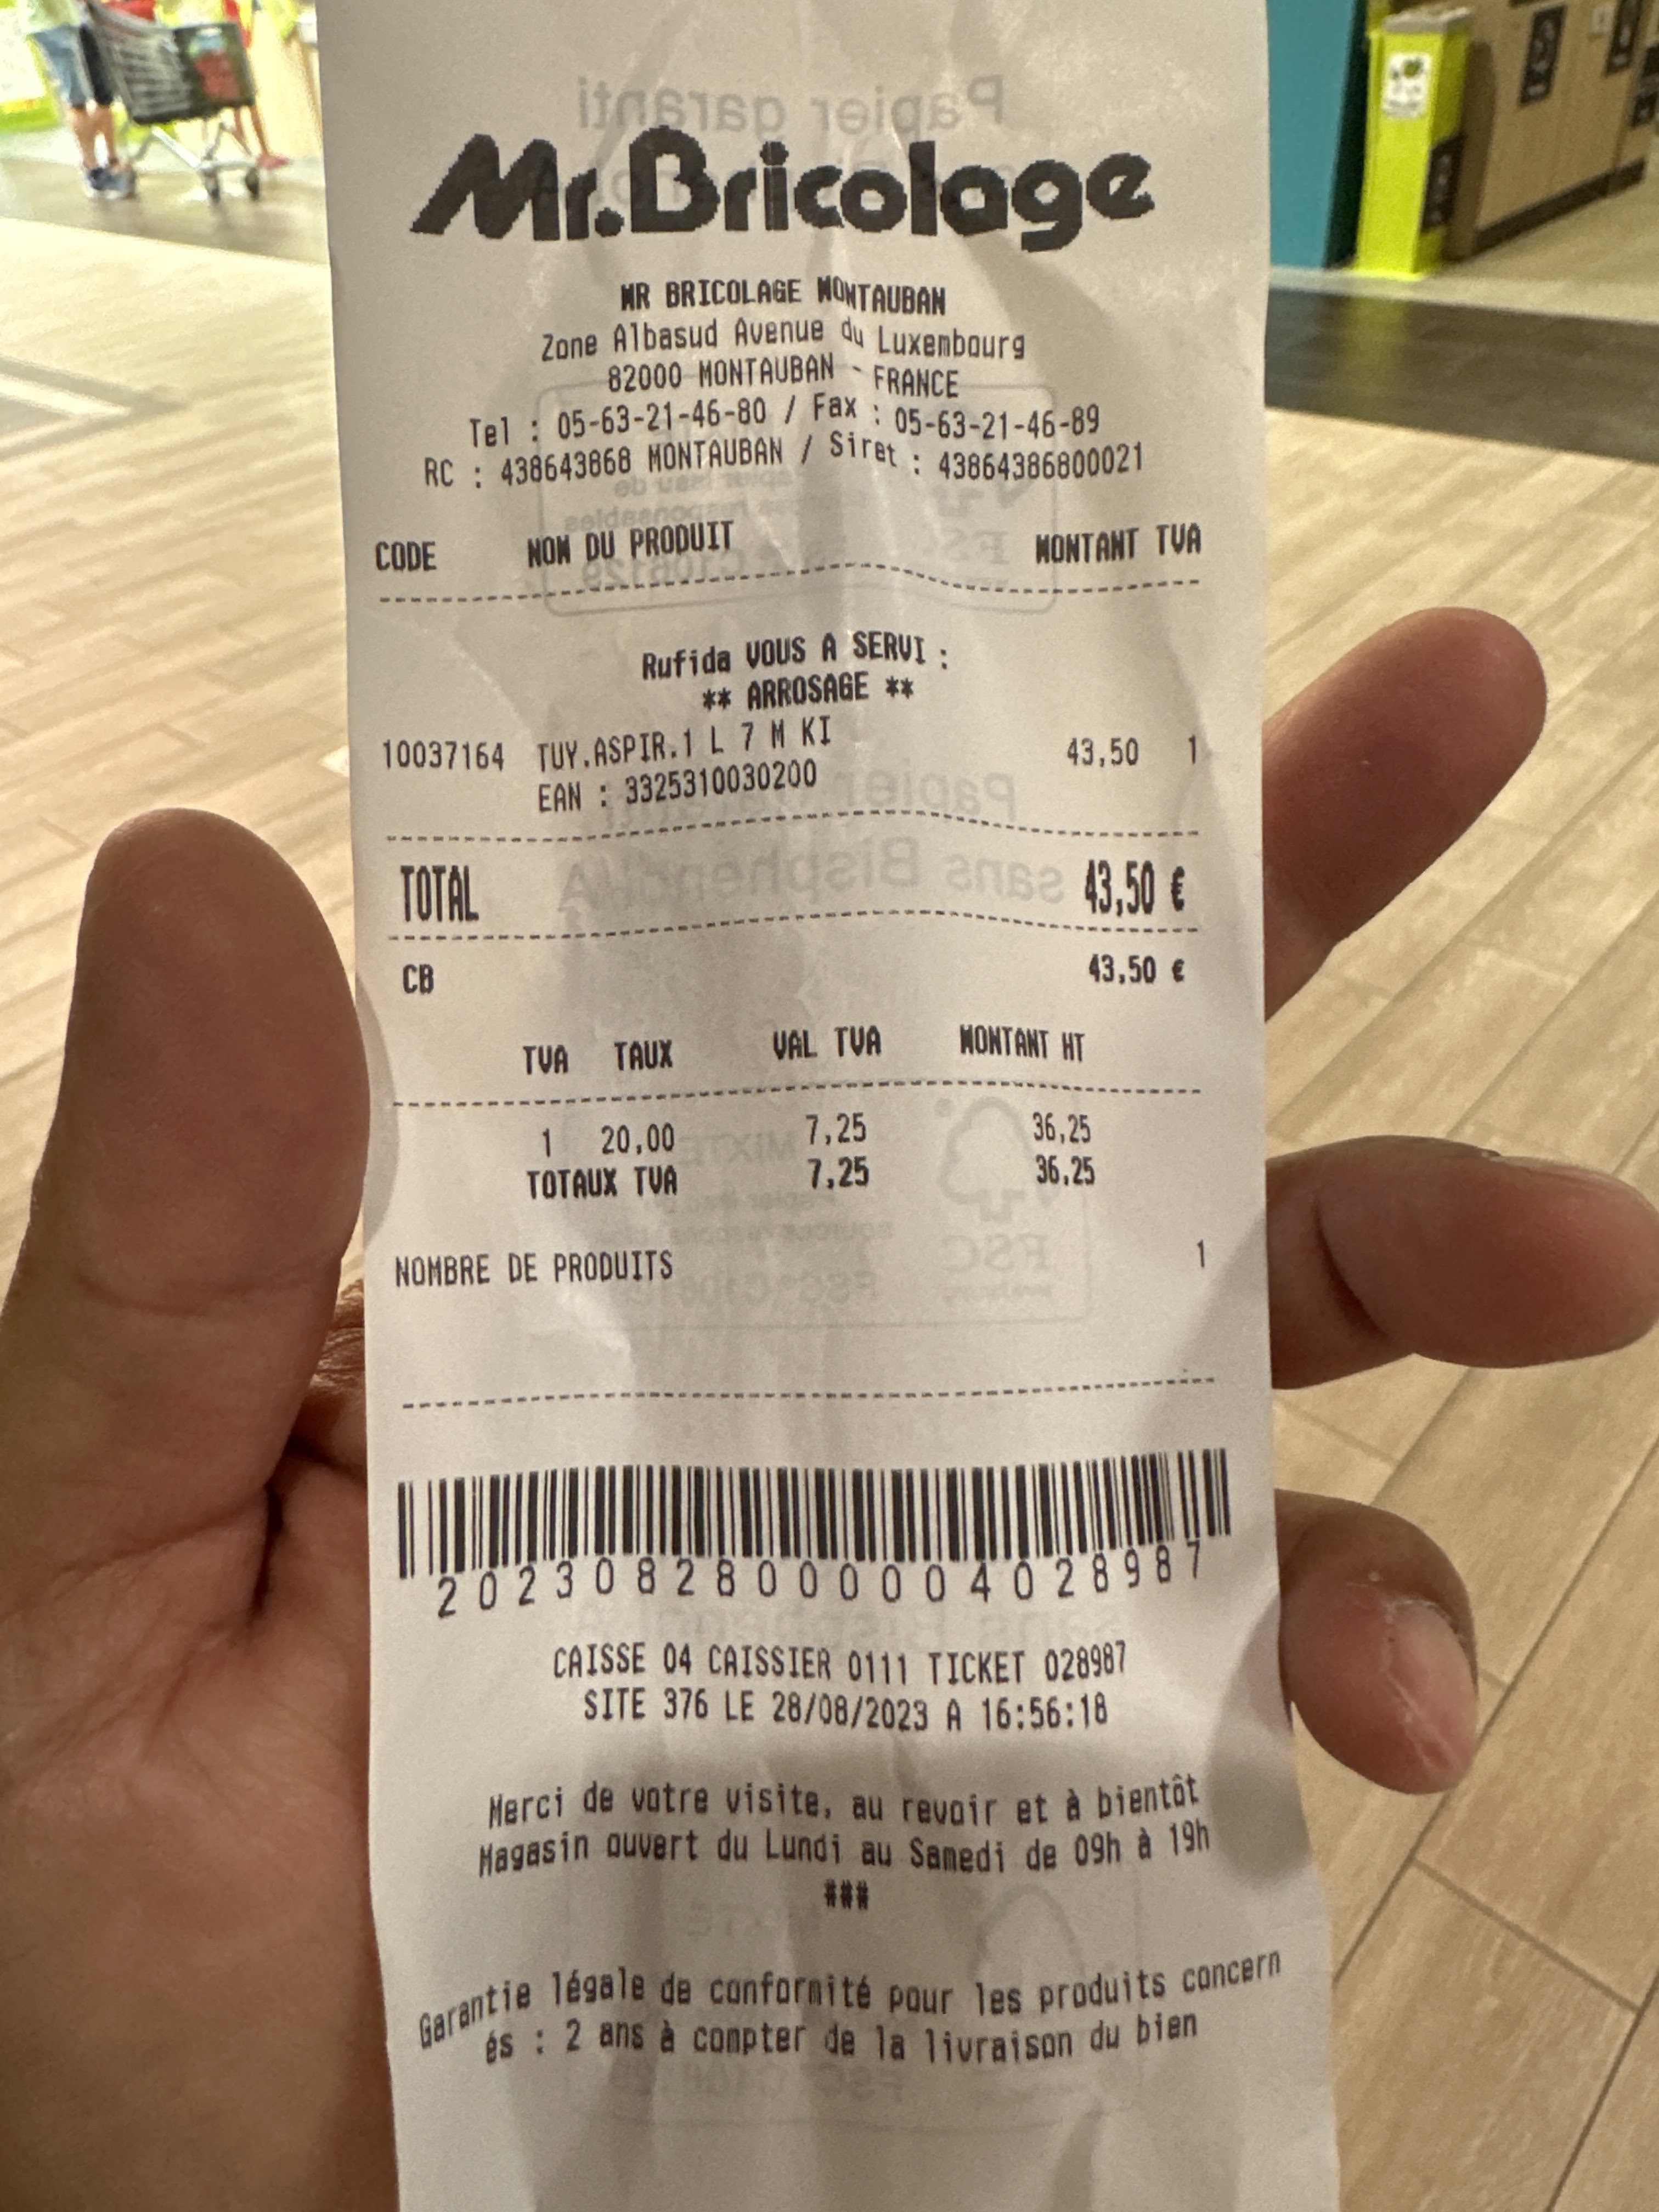 Mr.Bricolage
MR BRICOLAGE MONTAUBAN
Zone Albasud Avenue du Luxembourg
82000 MONTAUBAN - FRANCE
Tel : 05-63-21-46-80 / Fax : 05-63-21-46-89
RC : 438643868 MONTAUBAN / Siret : 43864386800021
CODE NOM DU PRODUIT MONTANT TVA
Rufida VOUS A SERVI :
** ARROSAGE **
10037164 TUY.ASPIR.1 L 7 M KI 43,50 1
EAN : 3325310030200
TOTAL 43,50 €
CB 43,50 €
TVA TAUX VAL TVA MONTANT HT
1 20,00 7,25 36,25
TOTAUX TVA 7,25 36,25
NOMBRE DE PRODUITS 1
20230828000004028987
CAISSE 04 CAISSIER 0111 TICKET 028987
SITE 376 LE 28/08/2023 A 16:56:18
Merci de votre visite, au revoir et à bientôt
Magasin ouvert du Lundi au Samedi de 09h à 19h
###
Garantie légale de conformité pour les produits concern
és : 2 ans à compter de la livraison du bien